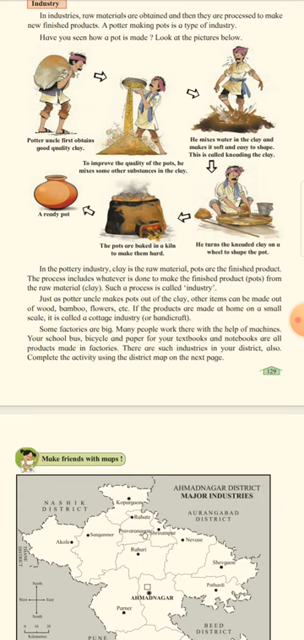 Industry
In industries, raw materials are obtained and then they are processed to make
new finished products. A potter making pots is a type of industry.
Have you seen how a pot is made ? Look at the pictures below.
Potter uncle first obtains
good quality clay.
To improve the quality of the pots, he
mixes some other substances in the clay.
He mixes water in the clay and
makes it soft and easy to shape.
This is called kneading the clay.
A ready pot
The pots are baked in a kiln
to make them hard.
He turns the kneaded clay on a
wheel to shape the pot.
In the pottery industry, clay is the raw material, pots are the finished product.
The process includes whatever is done to make the finished product (pots) from
the raw material (clay). Such a process is called ‘industry’.
Just as potter uncle makes pots out of the clay, other items can be made out
of wood, bamboo, flowers, etc. If the products are made at home on a small
scale, it is called a cottage industry (or handicraft).
Some factories are big. Many people work there with the help of machines.
Your school bus, bicycle and paper for your textbooks and notebooks are all
products made in factories. There are such industries in your district, also.
Complete the activity using the district map on the next page.
129
Make friends with maps !
AHMADNAGAR DISTRICT
MAJOR INDUSTRIES
NASHIK
DISTRICT
AURANGABAD
DISTRICT
Kopargaon
Rahata
Akole
Sangamner
Pravaranagar
Shrirampur
Nevase
Rahuri
Shevgaon
THANE
DISTRICT
Pathardi
North
West
East
South
AHMADNAGAR
Parner
Kilometres
PUNE
BEED
DISTRICT